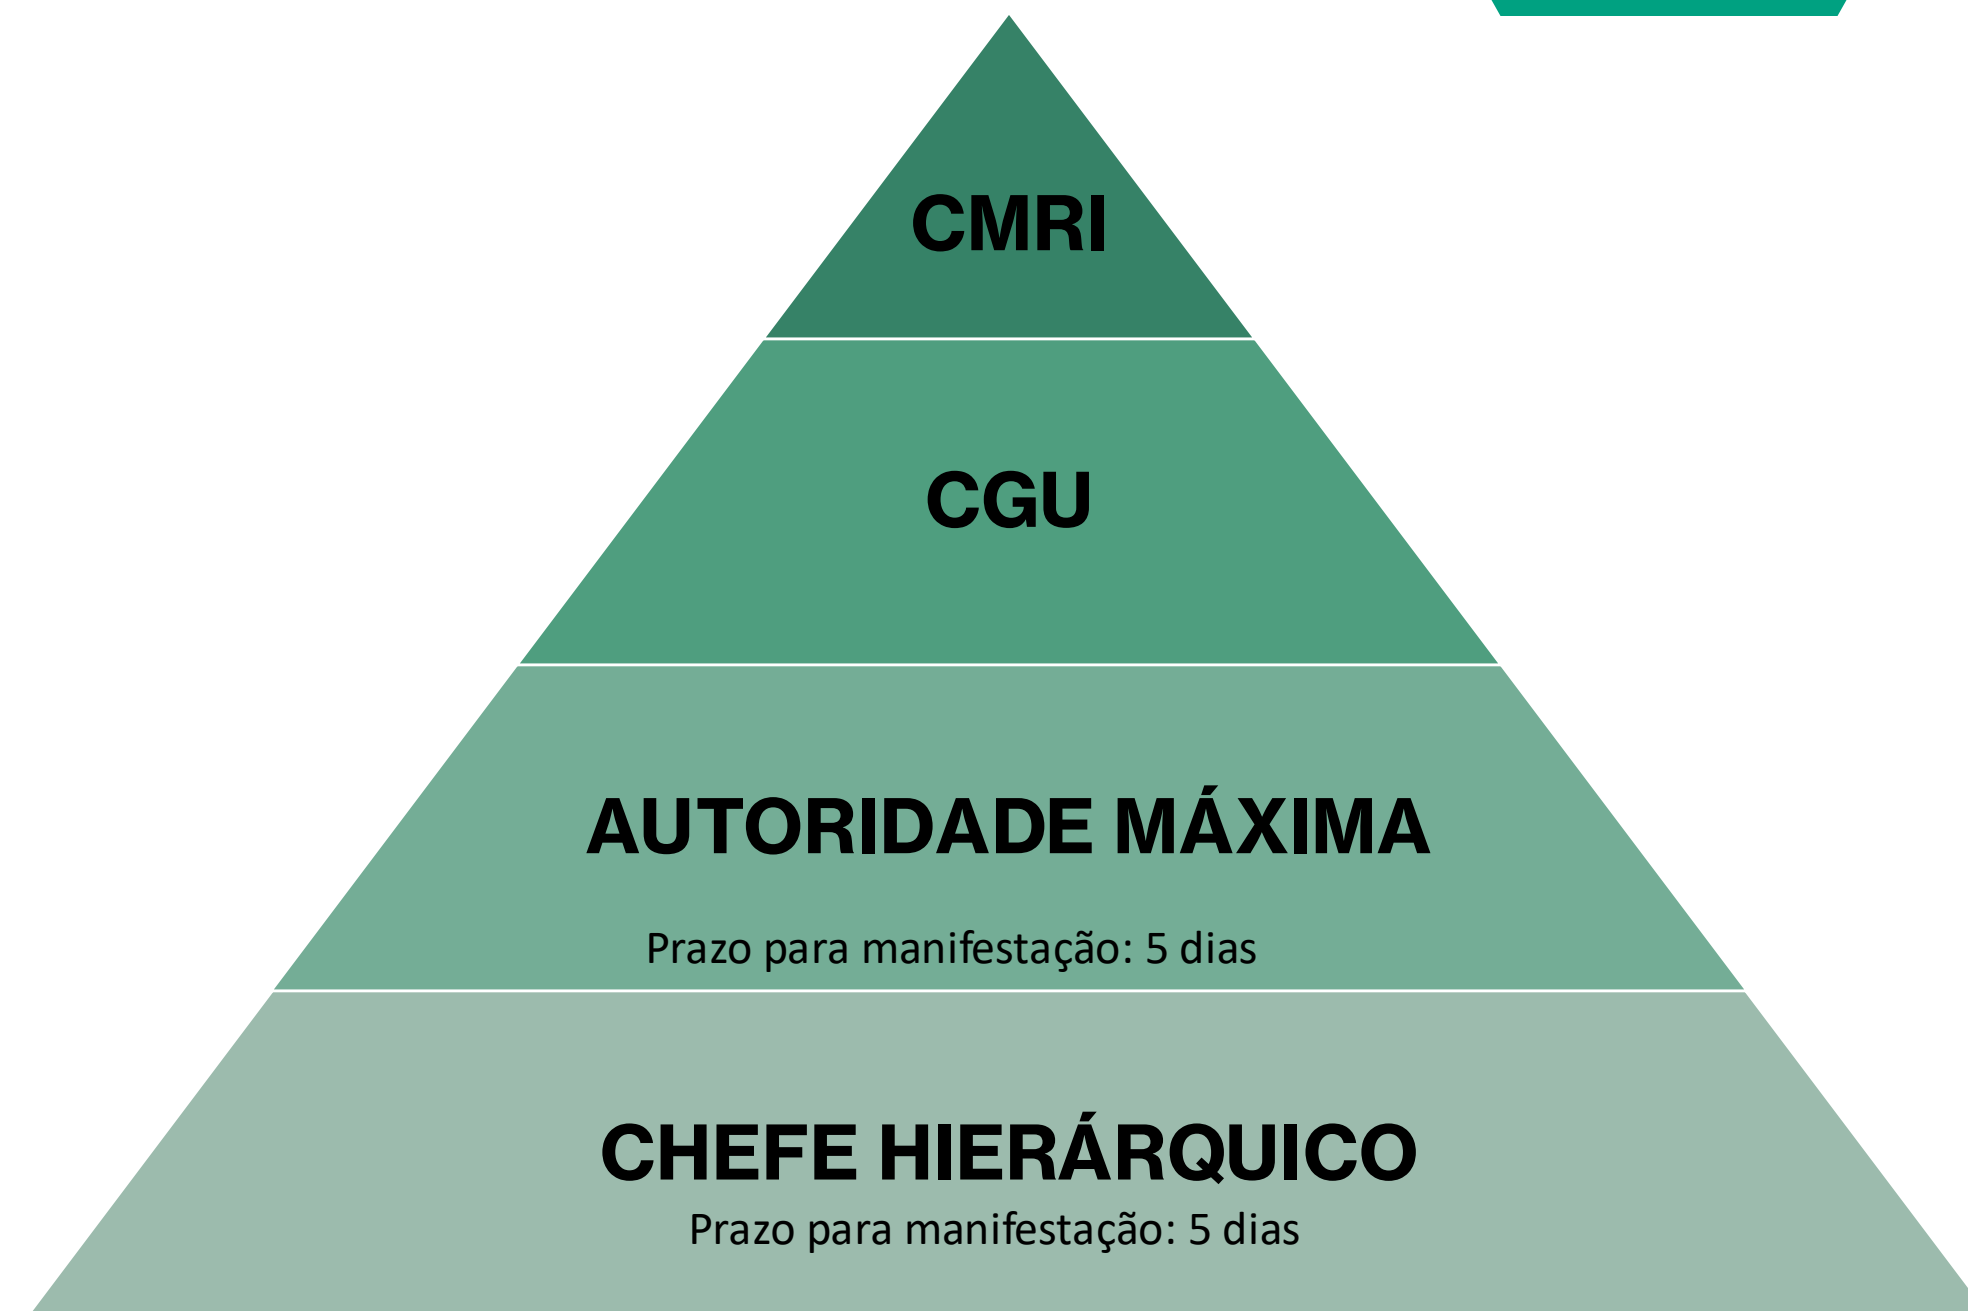 CMRI
CGU
AUTORIDADE MÁXIMA
Prazo para manifestação: 5 dias
CHEFE HIERÁRQUICO
Prazo para manifestação: 5 dias